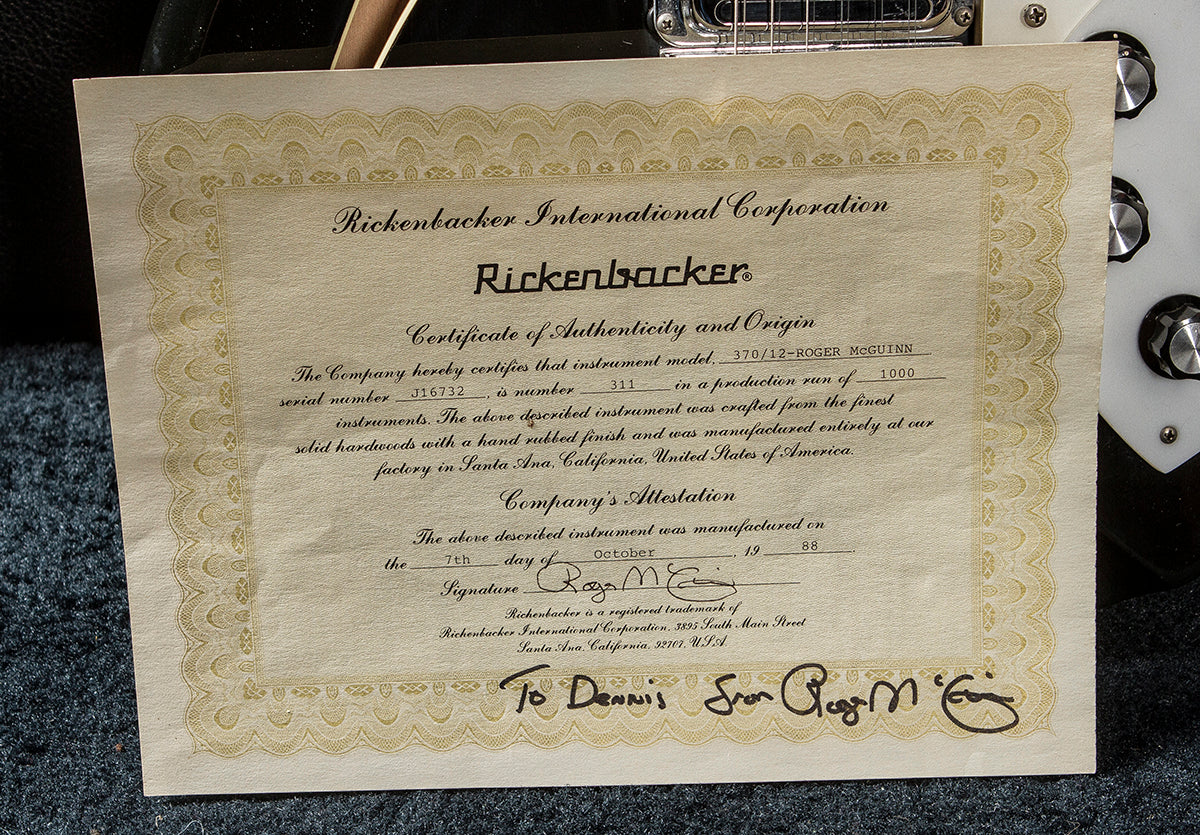 Rickenbacker International Corporation
Rickenbacker®
Certificate of Authenticity and Origin
The Company hereby certifies that instrument model, 370/12-ROGER McGUINN
serial number J16732, is number 311 in a production run of 1000
instruments. The above described instrument was crafted from the finest
solid hardwoods with a hand rubbed finish and was manufactured entirely at our
factory in Santa Ana, California, United States of America.
Company's Attestation
The above described instrument was manufactured on
the 7th day of October, 19 88
Signature Roger McGuinn
Rickenbacker is a registered trademark of
Rickenbacker International Corporation, 3895 South Main Street
Santa Ana, California, 92707, U.S.A.
To Dennis from Roger McGuinn